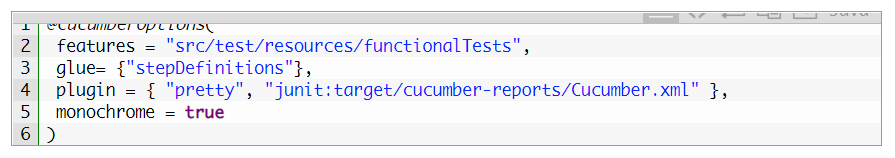 1 @CucumberOptions(
2 features = "src/test/resources/functionalTests",
3 glue= {"stepDefinitions"},
4 plugin = { "pretty", "junit:target/cucumber-reports/Cucumber.xml" },
5 monochrome = true
6 )